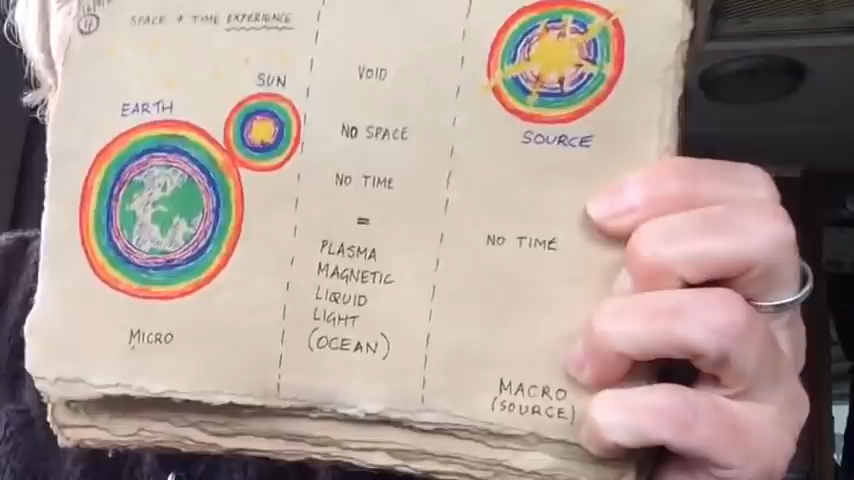 17
SPACE + TIME EXPERIENCE
EARTH
SUN
MICRO
VOID
NO SPACE
NO TIME
=
PLASMA
MAGNETIC
LIQUID
LIGHT
(OCEAN)
SOURCE
NO TIME
MACRO
(SOURCE)